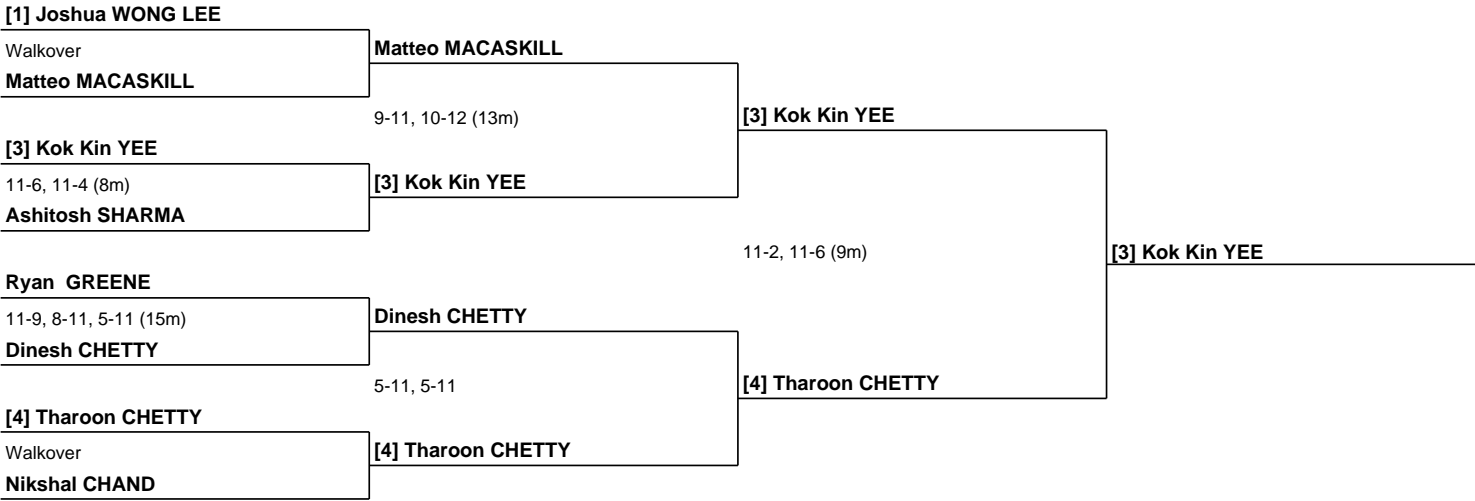 [1] Joshua WONG LEE
Walkover
Matteo MACASKILL
Matteo MACASKILL
9-11, 10-12 (13m)
[3] Kok Kin YEE
[3] Kok Kin YEE
11-6, 11-4 (8m)
[3] Kok Kin YEE
Ashitosh SHARMA
11-2, 11-6 (9m)
[3] Kok Kin YEE
Ryan  GREENE
11-9, 8-11, 5-11 (15m)
Dinesh CHETTY
Dinesh CHETTY
5-11, 5-11
[4] Tharoon CHETTY
[4] Tharoon CHETTY
Walkover
[4] Tharoon CHETTY
Nikshal CHAND